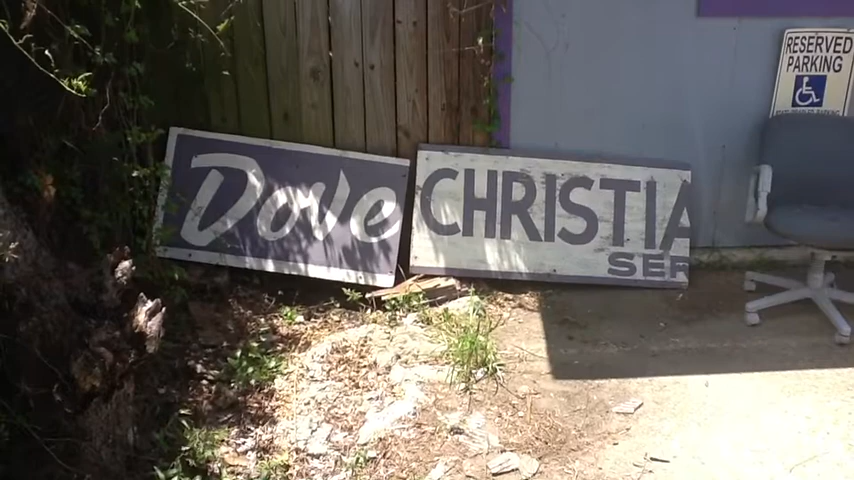 Dove
CHRISTIA
SER
RESERVED
PARKING